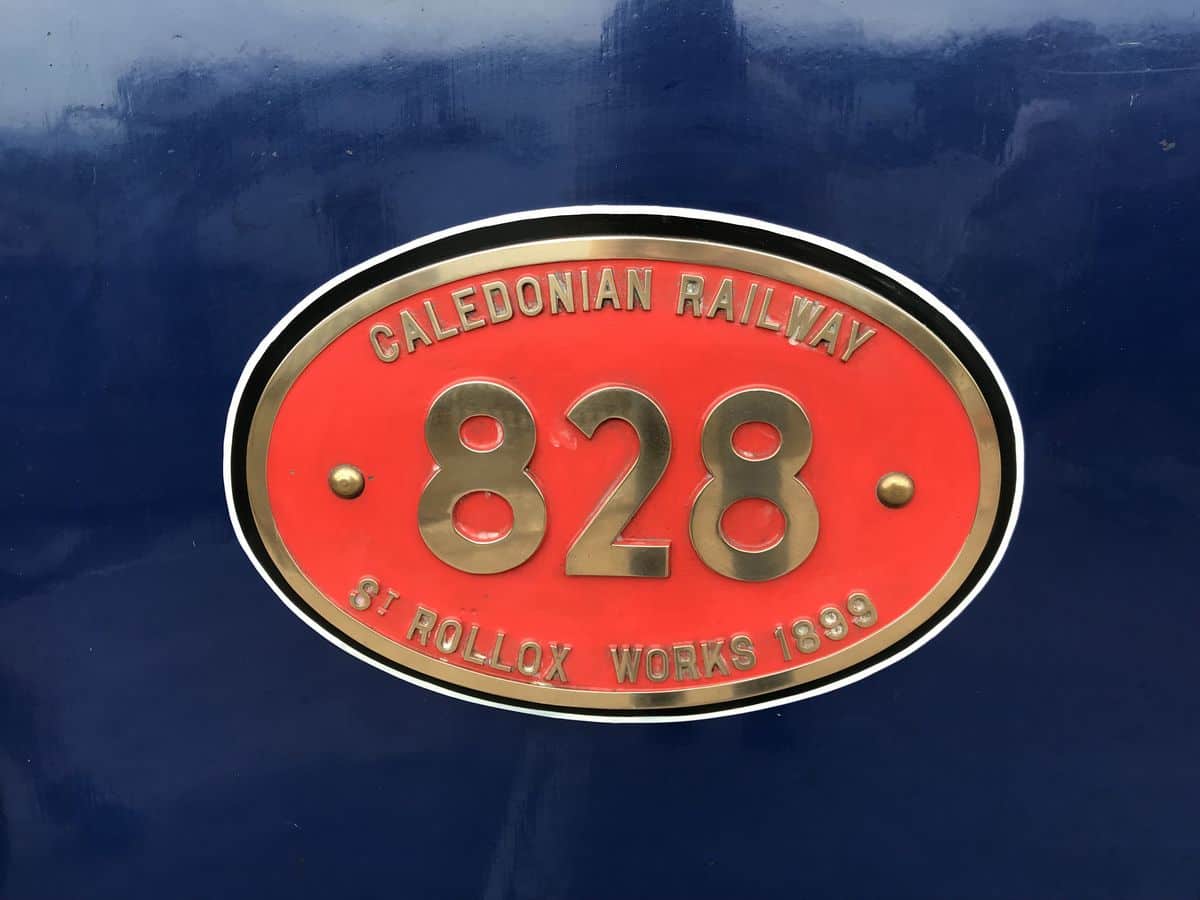 CALEDONIAN RAILWAY
828
ST ROLLOX WORKS 1899